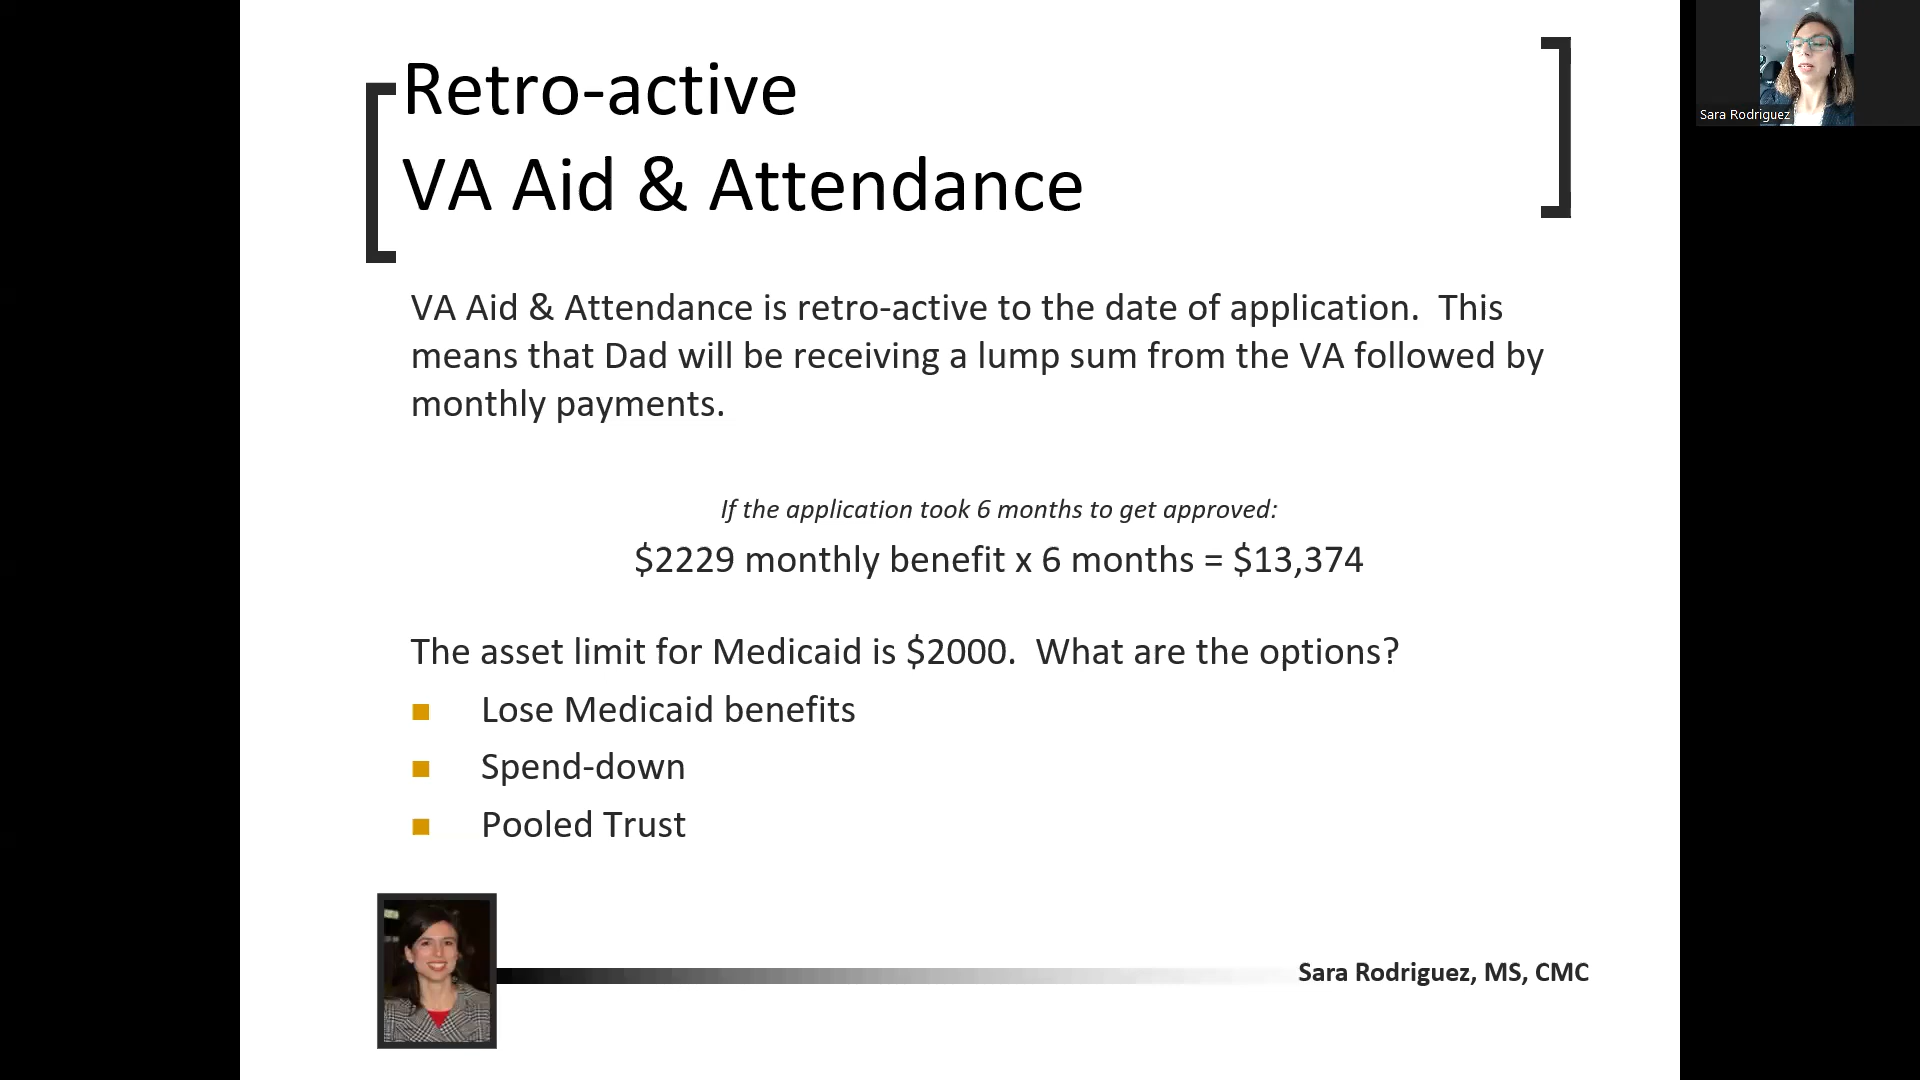 Retro-active
VA Aid & Attendance
Sara Rodriguez
VA Aid & Attendance is retro-active to the date of application.  This
means that Dad will be receiving a lump sum from the VA followed by
monthly payments.
If the application took 6 months to get approved:
$2229 monthly benefit x 6 months = $13,374
The asset limit for Medicaid is $2000.  What are the options?
Lose Medicaid benefits
Spend-down
Pooled Trust
Sara Rodriguez, MS, CMC